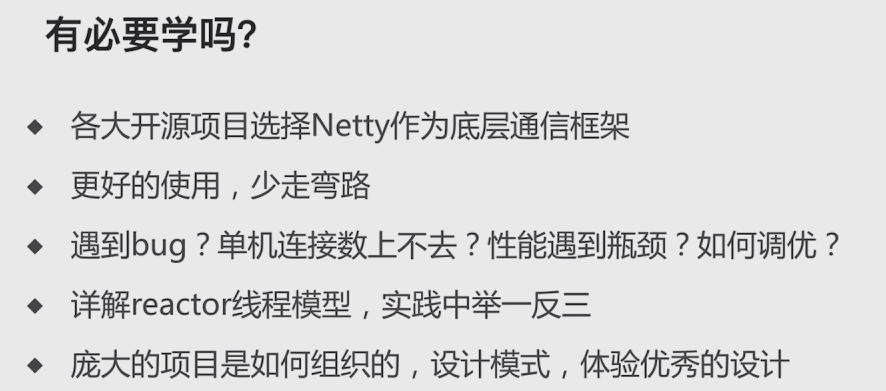 有必要学吗?
◆ 各大开源项目选择Netty作为底层通信框架
◆ 更好的使用，少走弯路
◆ 遇到bug？单机连接数上不去？性能遇到瓶颈？如何调优？
◆ 详解reactor线程模型，实践中举一反三
◆ 庞大的项目是如何组织的，设计模式，体验优秀的设计